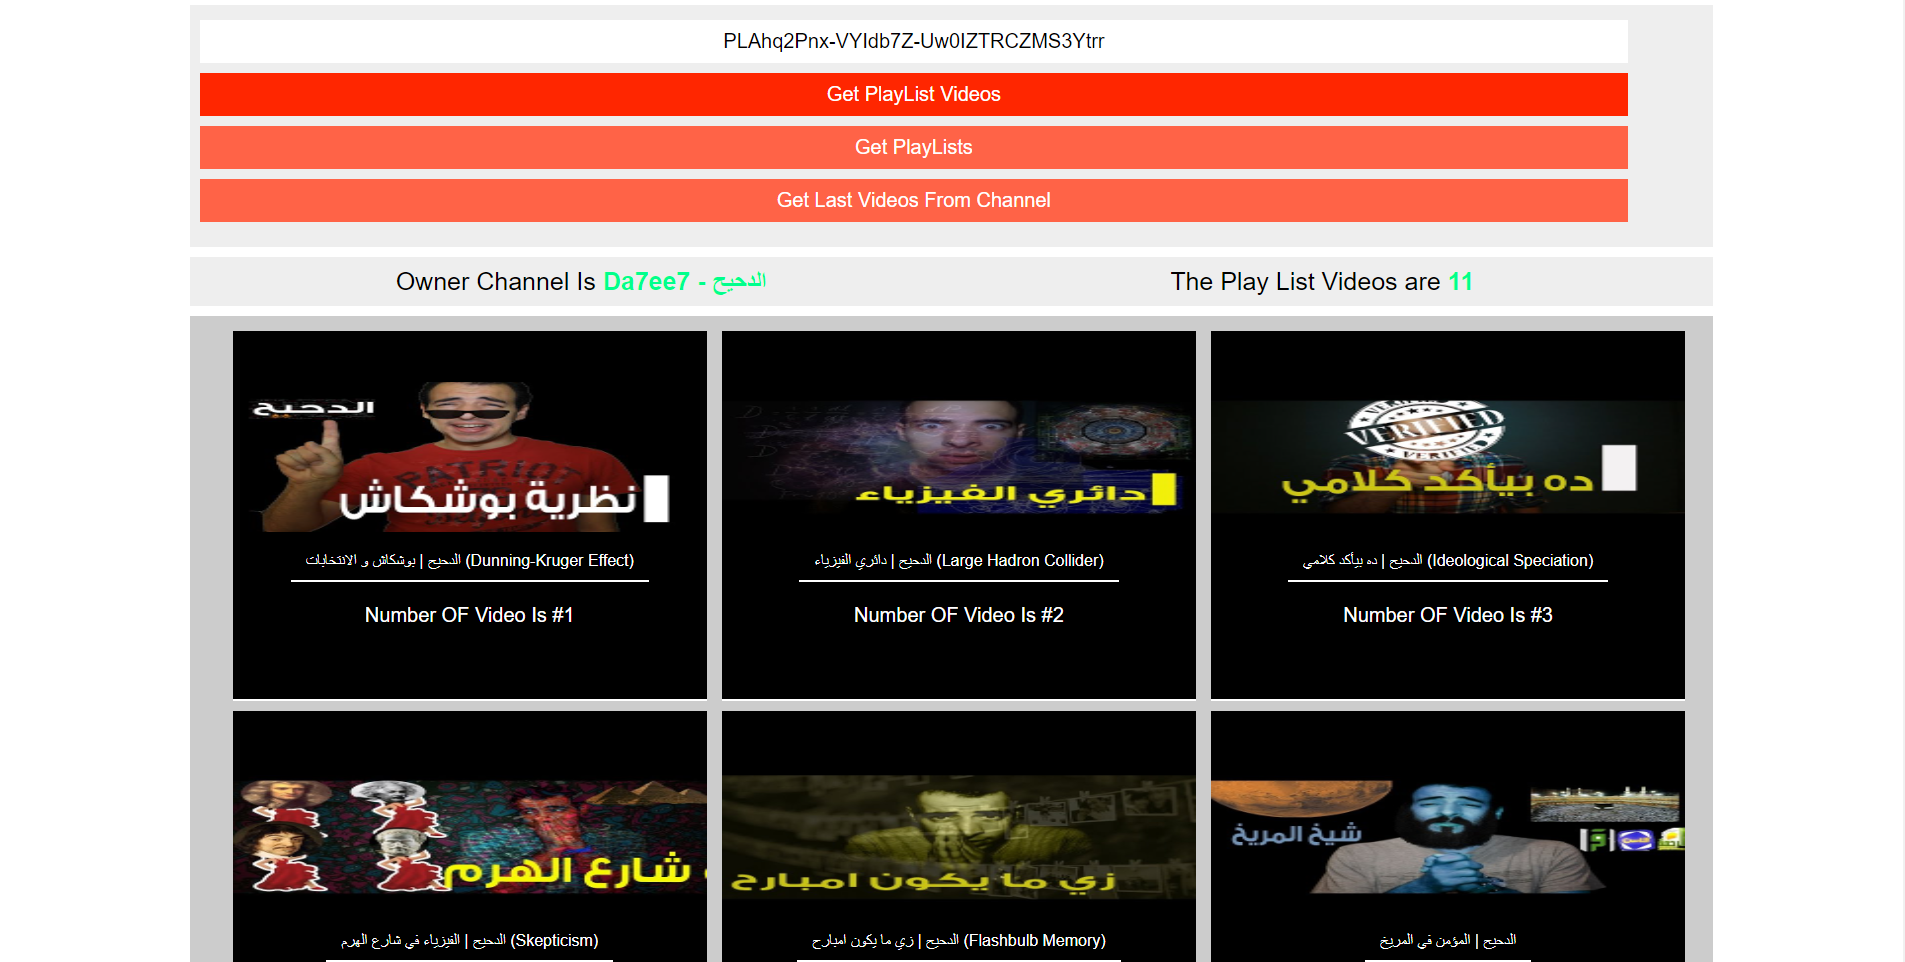 PLAhq2Pnx-VYIdb7Z-Uw0IZTRCZMS3Ytrr
Get PlayList Videos
Get PlayLists
Get Last Videos From Channel
Owner Channel Is Da7ee7 - الدحيح
The Play List Videos are 11
الدحيح
PATRIOT
نظرية بوشكاش
الدحيح | بوشكاش و الانتخابات (Dunning-Kruger Effect)
Number OF Video Is #1
دائري الفيزياء
الدحيح | دائري الفيزياء (Large Hadron Collider)
Number OF Video Is #2
VERIFIED
VERIFIED
VERIFIED
ده بيأكد كلامي
الدحيح | ده بيأكد كلامي (Ideological Speciation)
Number OF Video Is #3
شارع الهرم
الدحيح | الفيزياء في شارع الهرم (Skepticism)
زي ما يكون امبارح
الدحيح | زي ما يكون امبارح (Flashbulb Memory)
شيخ المريخ
الدحيح | المؤمن في المريخ